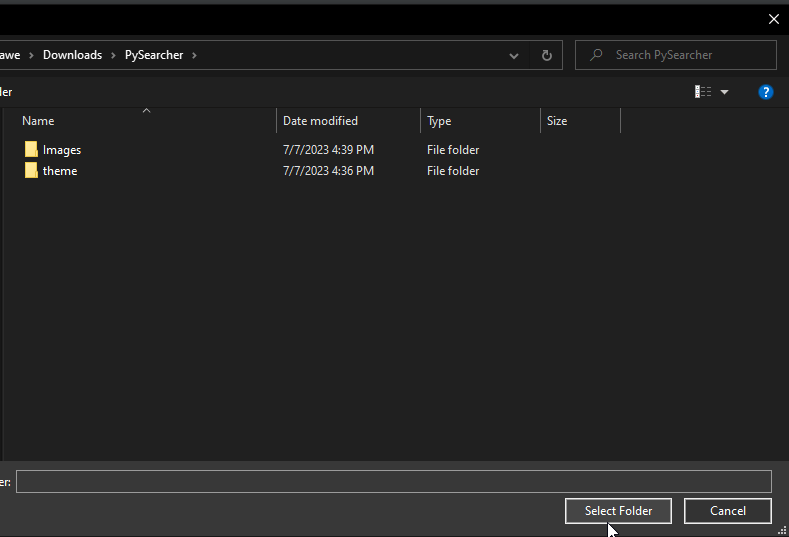 awe > Downloads > PySearcher >
Search PySearcher
der
?
Name Date modified Type Size
Images 7/7/2023 4:39 PM File folder
theme 7/7/2023 4:36 PM File folder
er:
Select Folder Cancel